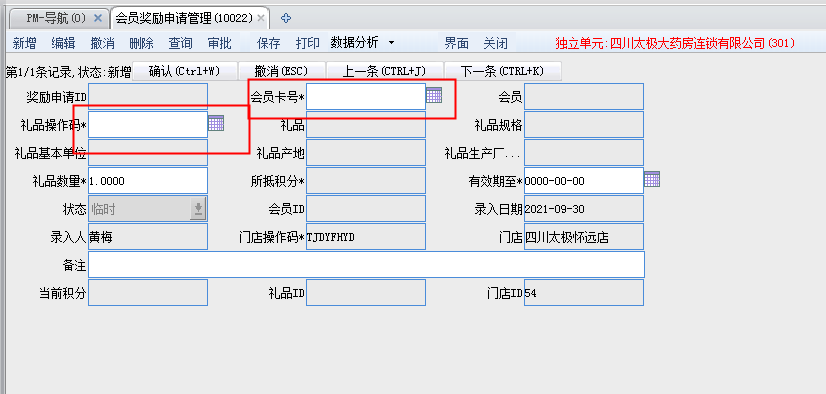 PM-导航(0) 会员奖励申请管理(10022)
新增 编辑 撤消 删除 查询 审批 保存 打印 数据分析 界面 关闭 独立单元:四川太极大药房连锁有限公司(301)
第1/1条记录,状态:新增 确认(Ctrl+W) 撤消(ESC) 上一条(CTRL+J) 下一条(CTRL+K)
奖励申请ID 会员卡号* 会员
礼品操作码* 礼品 礼品规格
礼品基本单位 礼品产地 礼品生产厂...
礼品数量* 1.0000 所抵积分* 有效期至* 0000-00-00
状态 临时 会员ID 录入日期 2021-09-30
录入人 黄梅 门店操作码* TJDYFHYD 门店 四川太极怀远店
备注
当前积分 礼品ID 门店ID 54